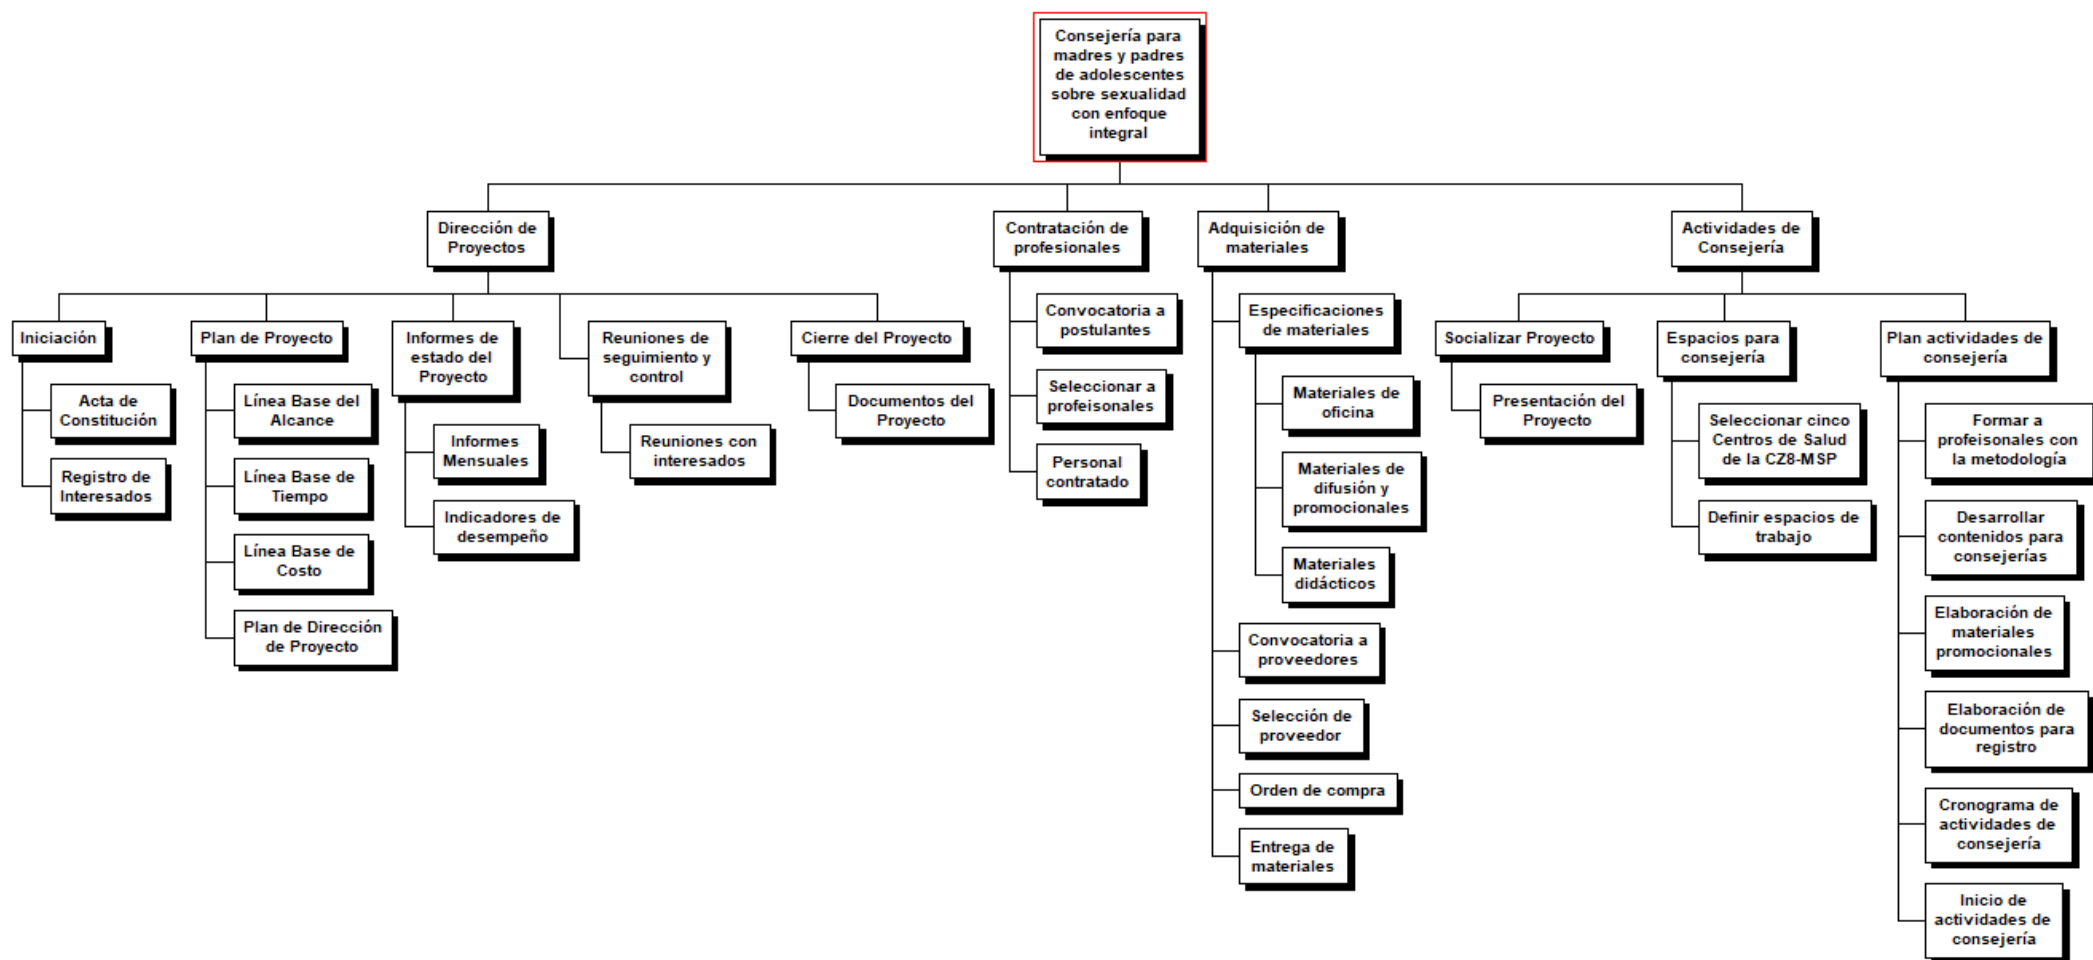 Consejería para
madres y padres
de adolescentes
sobre sexualidad
con enfoque
integral
Dirección de
Proyectos
Contratación de
profesionales
Adquisición de
materiales
Actividades de
Consejería
Iniciación
Acta de
Constitución
Registro de
Interesados
Plan de Proyecto
Línea Base del
Alcance
Línea Base de
Tiempo
Línea Base de
Costo
Plan de Dirección
de Proyecto
Informes de
estado del
Proyecto
Informes
Mensuales
Indicadores de
desempeño
Reuniones de
seguimiento y
control
Reuniones con
interesados
Cierre del Proyecto
Documentos del
Proyecto
Convocatoria a
postulantes
Seleccionar a
profeisonales
Personal
contratado
Especificaciones
de materiales
Materiales de
oficina
Materiales de
difusión y
promocionales
Materiales
didácticos
Convocatoria a
proveedores
Selección de
proveedor
Orden de compra
Entrega de
materiales
Socializar Proyecto
Presentación del
Proyecto
Espacios para
consejería
Seleccionar cinco
Centros de Salud
de la CZ8-MSP
Definir espacios de
trabajo
Plan actividades de
consejería
Formar a
profeisonales con
la metodología
Desarrollar
contenidos para
consejerías
Elaboración de
materiales
promocionales
Elaboración de
documentos para
registro
Cronograma de
actividades de
consejería
Inicio de
actividades de
consejería